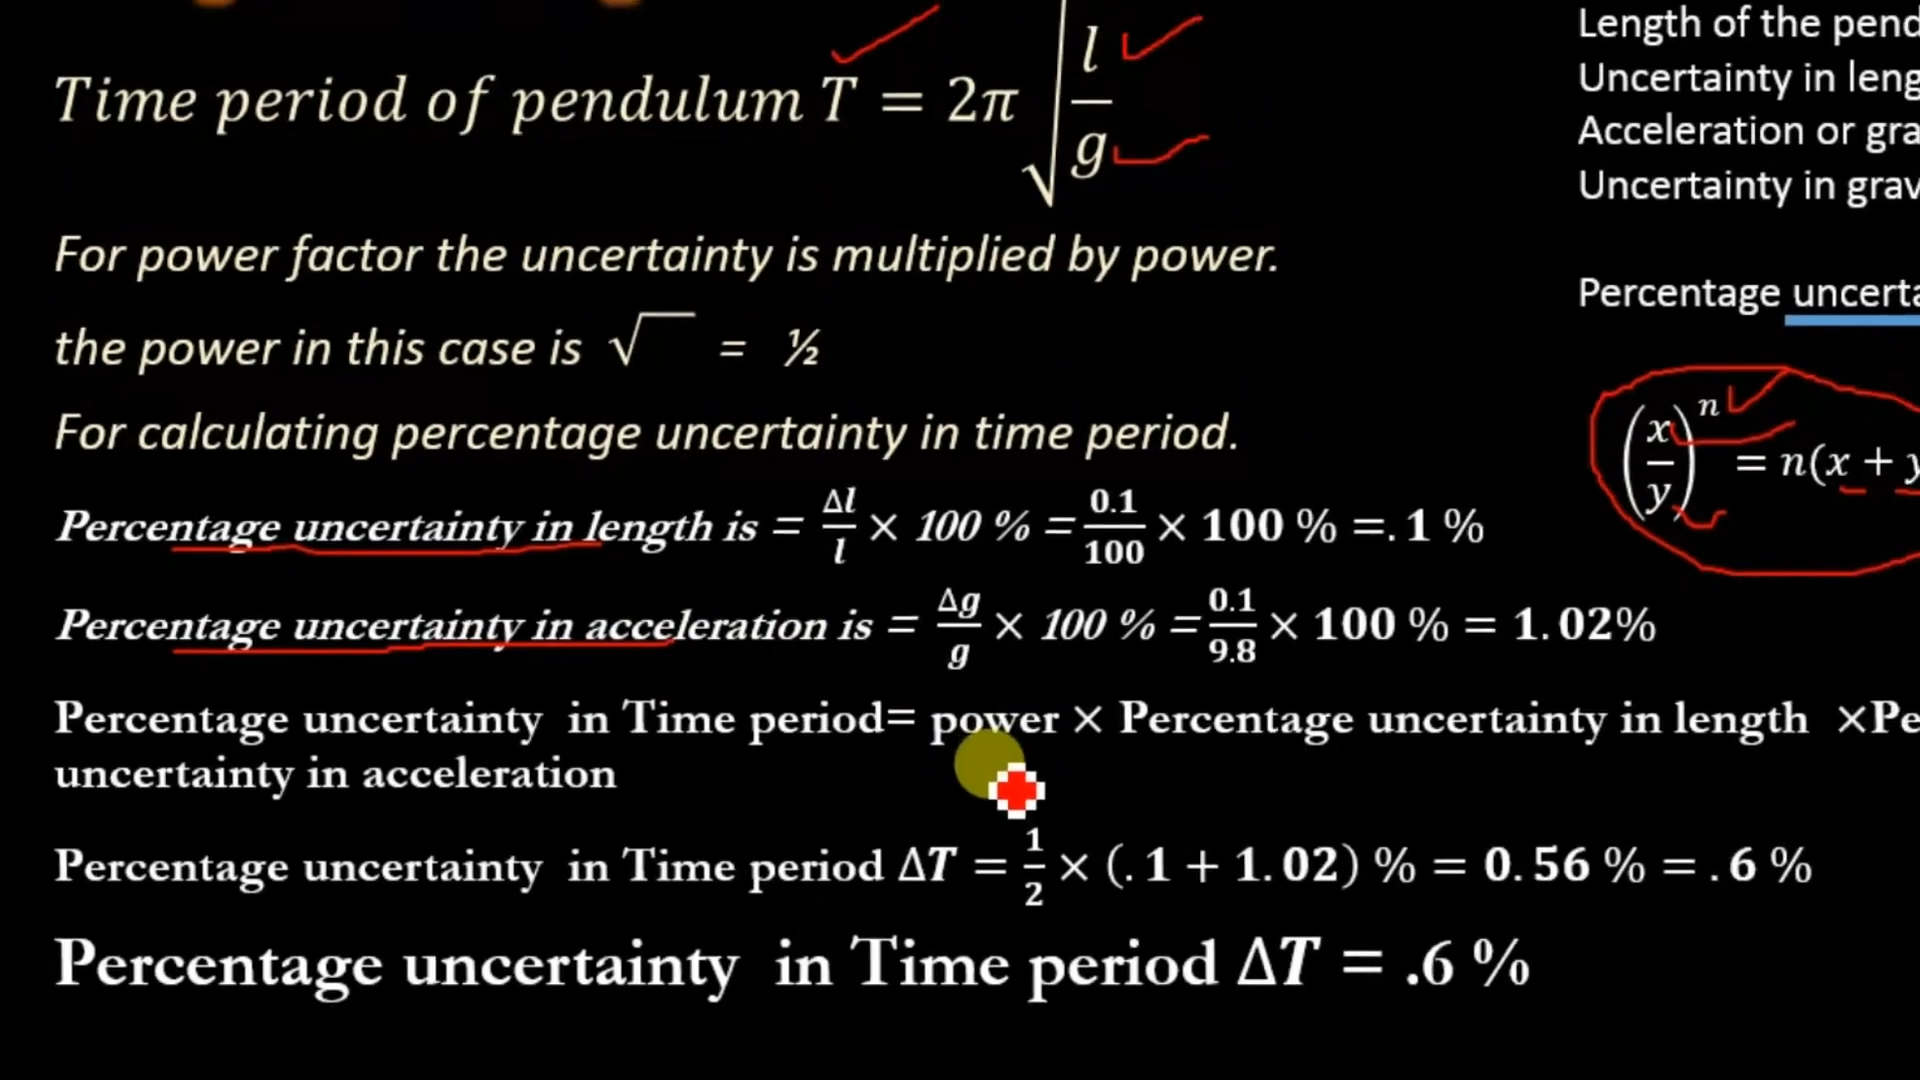 Time period of pendulum T = 2π √(l/g)
For power factor the uncertainty is multiplied by power.
the power in this case is √ = ½
For calculating percentage uncertainty in time period.
Percentage uncertainty in length is = Δl/l × 100 % = 0.1/100 × 100 % =.1 %
Percentage uncertainty in acceleration is = Δg/g × 100 % = 0.1/9.8 × 100 % = 1.02%
Percentage uncertainty in Time period= power × Percentage uncertainty in length ×Pe
uncertainty in acceleration
Percentage uncertainty in Time period ΔT = 1/2 × (.1 + 1.02) % = 0.56 % = .6 %
Percentage uncertainty in Time period ΔT = .6 %
Length of the pend
Uncertainty in leng
Acceleration or gra
Uncertainty in grav
Percentage uncerta
(x/y)ⁿ = n(x + y